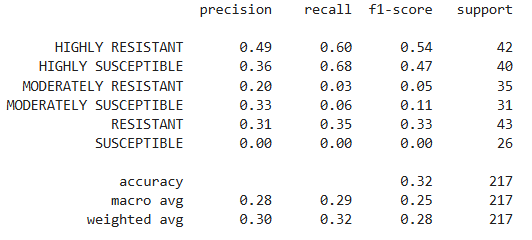 precision recall f1-score support
HIGHLY RESISTANT 0.49 0.60 0.54 42
HIGHLY SUSCEPTIBLE 0.36 0.68 0.47 40
MODERATELY RESISTANT 0.20 0.03 0.05 35
MODERATELY SUSCEPTIBLE 0.33 0.06 0.11 31
RESISTANT 0.31 0.35 0.33 43
SUSCEPTIBLE 0.00 0.00 0.00 26
accuracy 0.32 217
macro avg 0.28 0.29 0.25 217
weighted avg 0.30 0.32 0.28 217